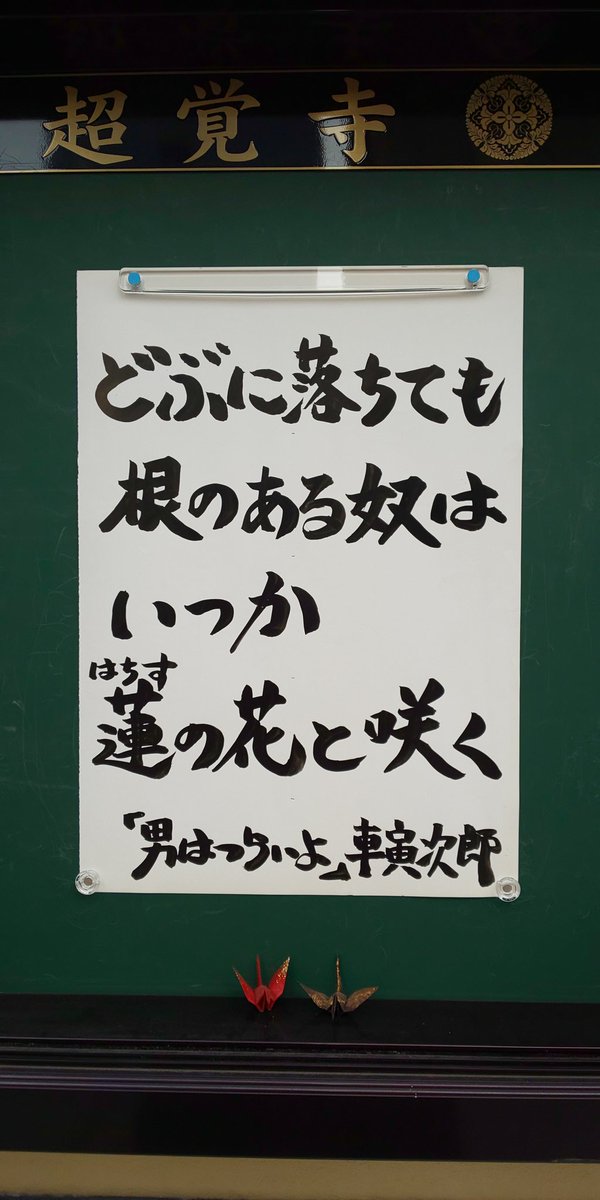 超覚寺
どぶに落ちても
根のある奴は
いっか
はちす
蓮の花と咲く
「男はつらいよ」車寅次郎